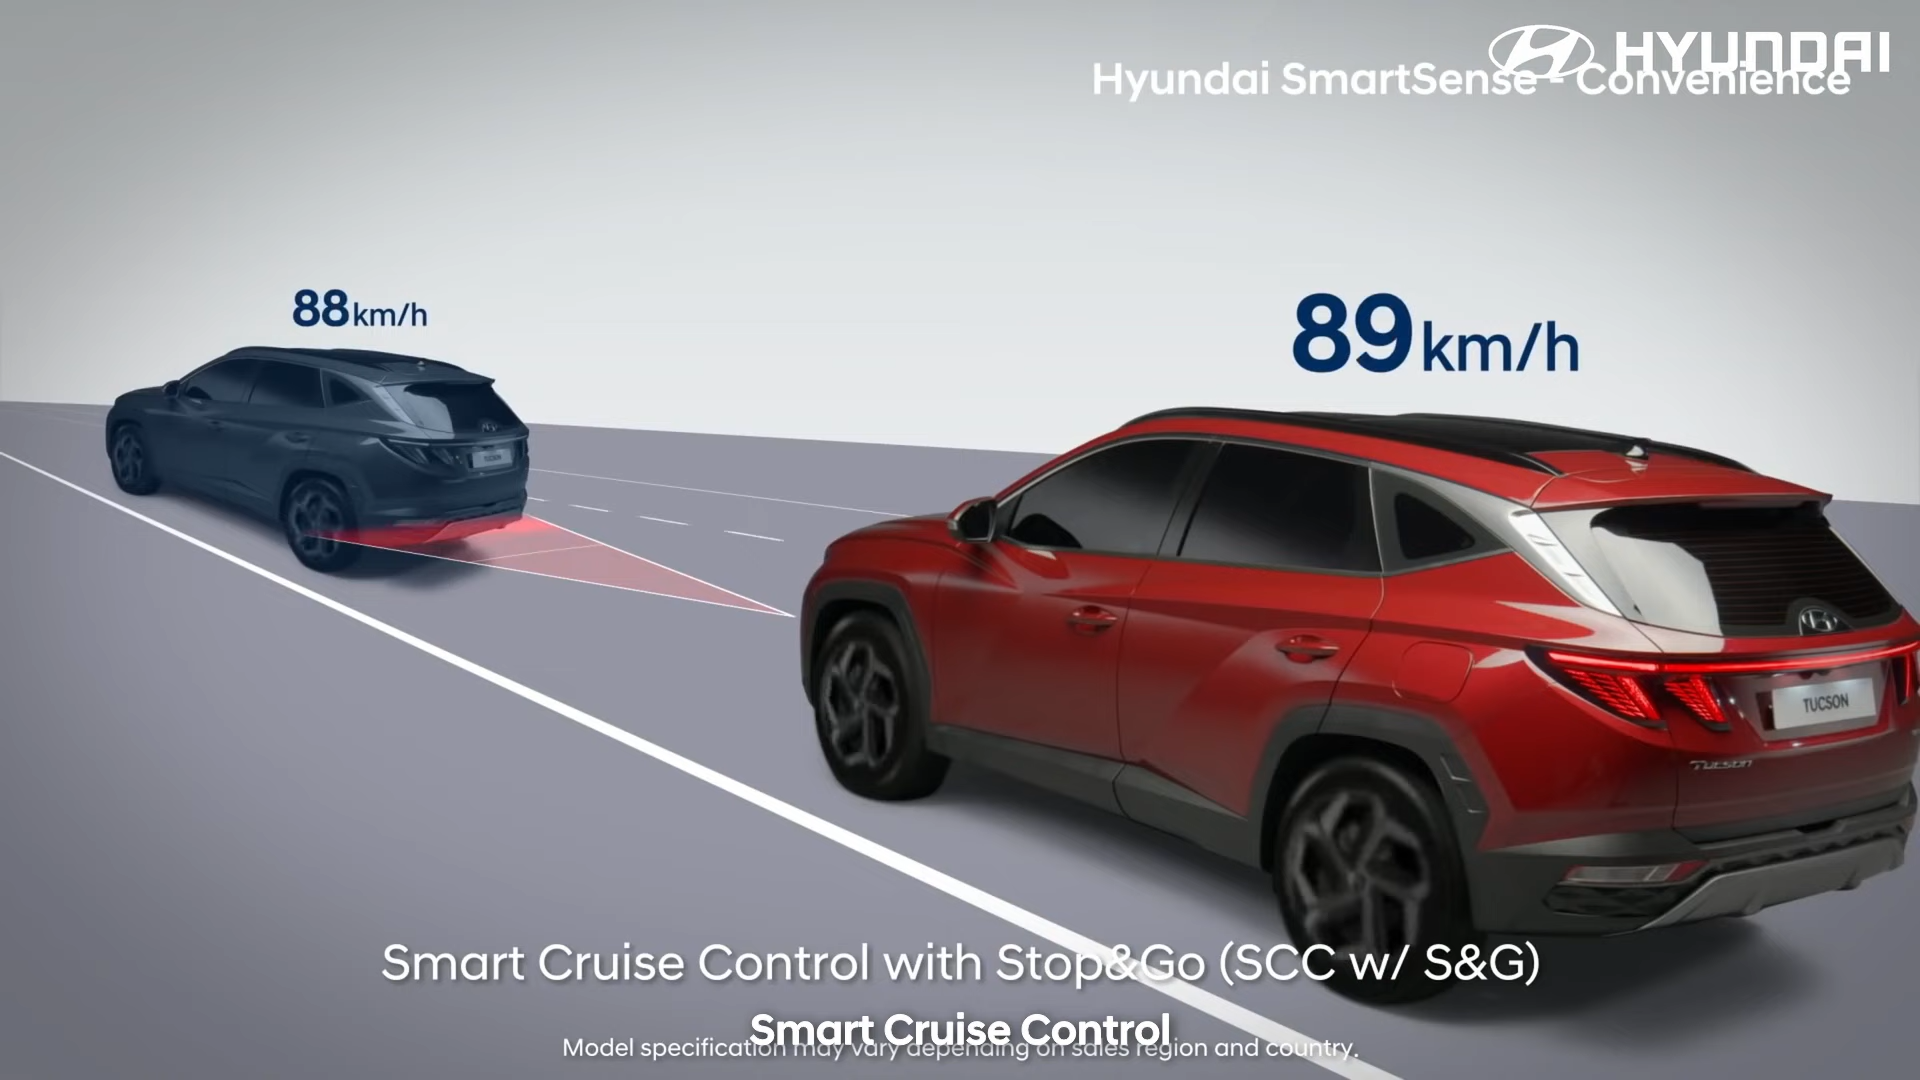 HYUNDAI
Hyundai SmartSense - Convenience
88km/h
89km/h
TUCSON
TUCSON
Tucson
Smart Cruise Control with Stop&Go (SCC w/ S&G)
Smart Cruise Control
Model specification may vary depending on sales region and country.